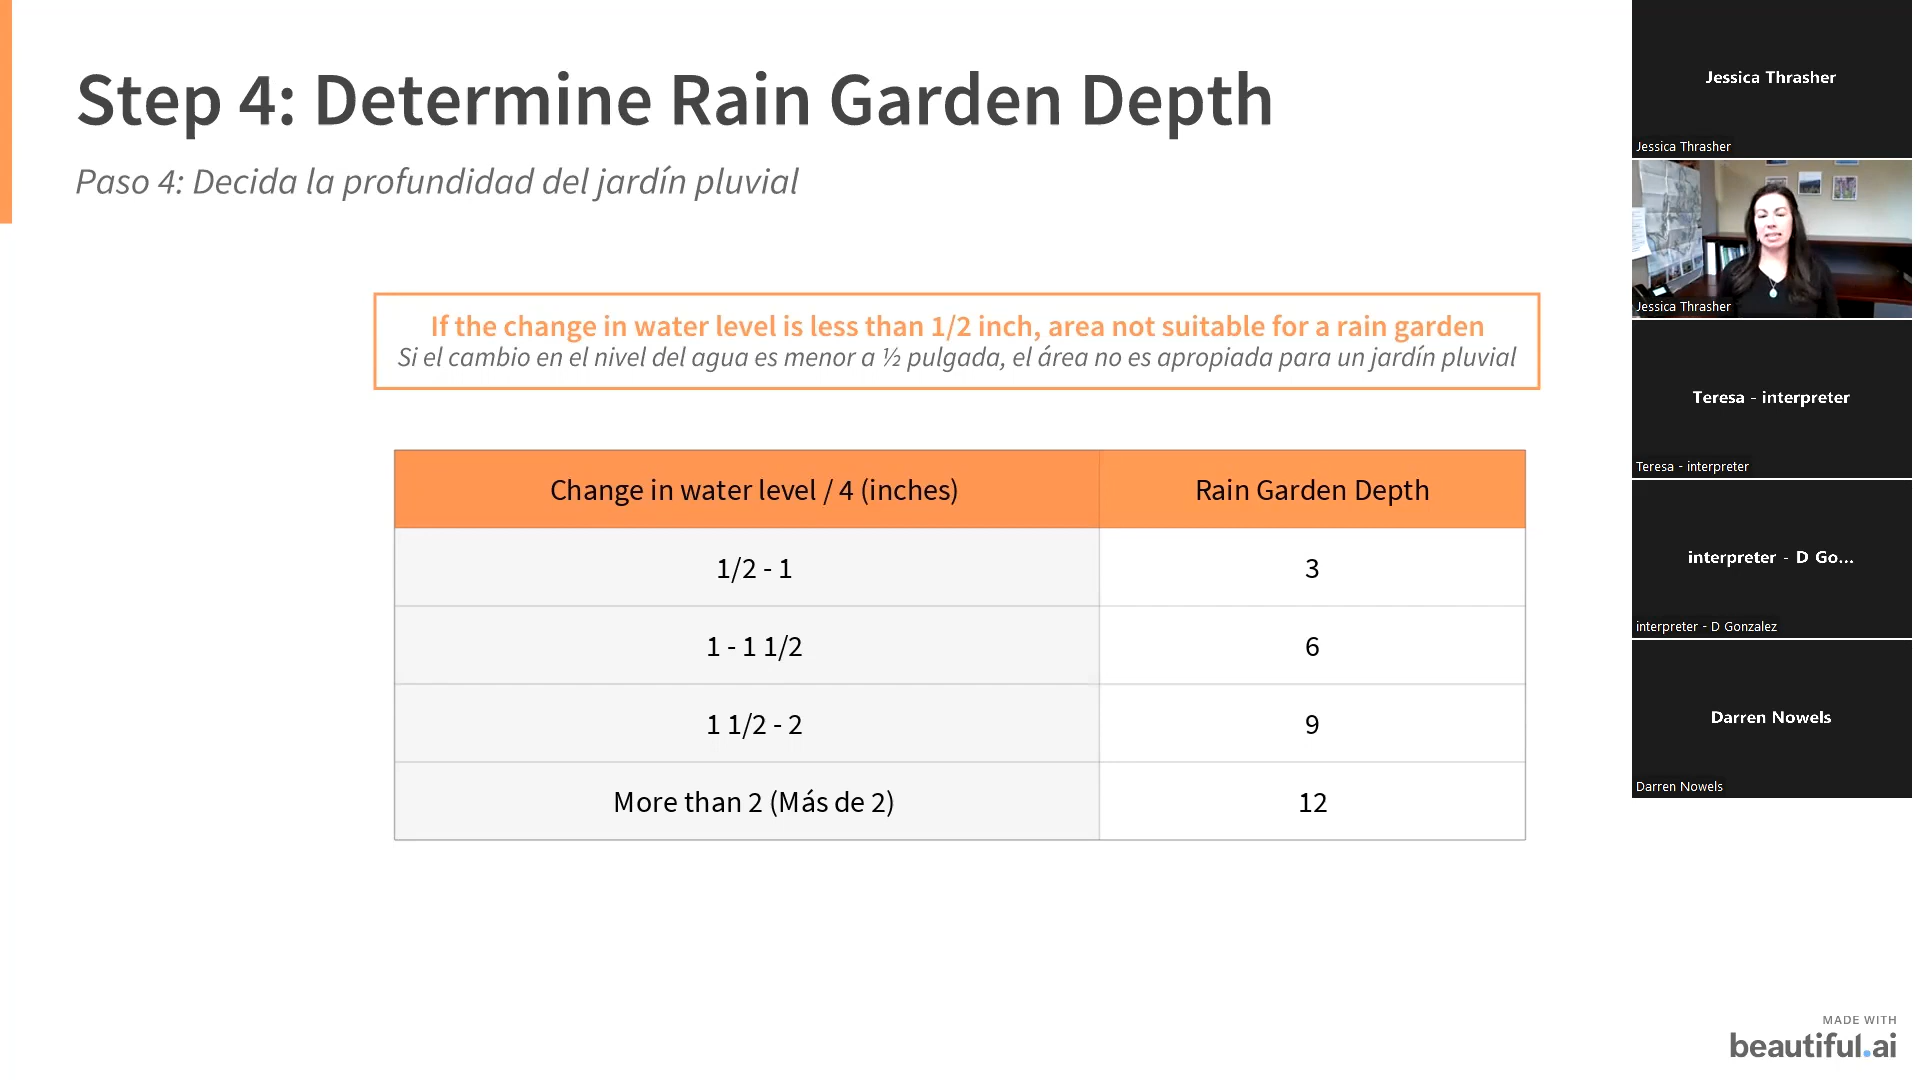 Step 4: Determine Rain Garden Depth
Paso 4: Decida la profundidad del jardín pluvial
If the change in water level is less than 1/2 inch, area not suitable for a rain garden
Si el cambio en el nivel del agua es menor a ½ pulgada, el área no es apropiada para un jardín pluvial
Change in water level / 4 (inches) Rain Garden Depth
1/2 - 1 3
1 - 1 1/2 6
1 1/2 - 2 9
More than 2 (Más de 2) 12
Jessica Thrasher
Jessica Thrasher
Jessica Thrasher
Teresa - interpreter
Teresa - interpreter
interpreter - D Go...
interpreter - D Gonzalez
Darren Nowels
Darren Nowels
MADE WITH
beautiful.ai